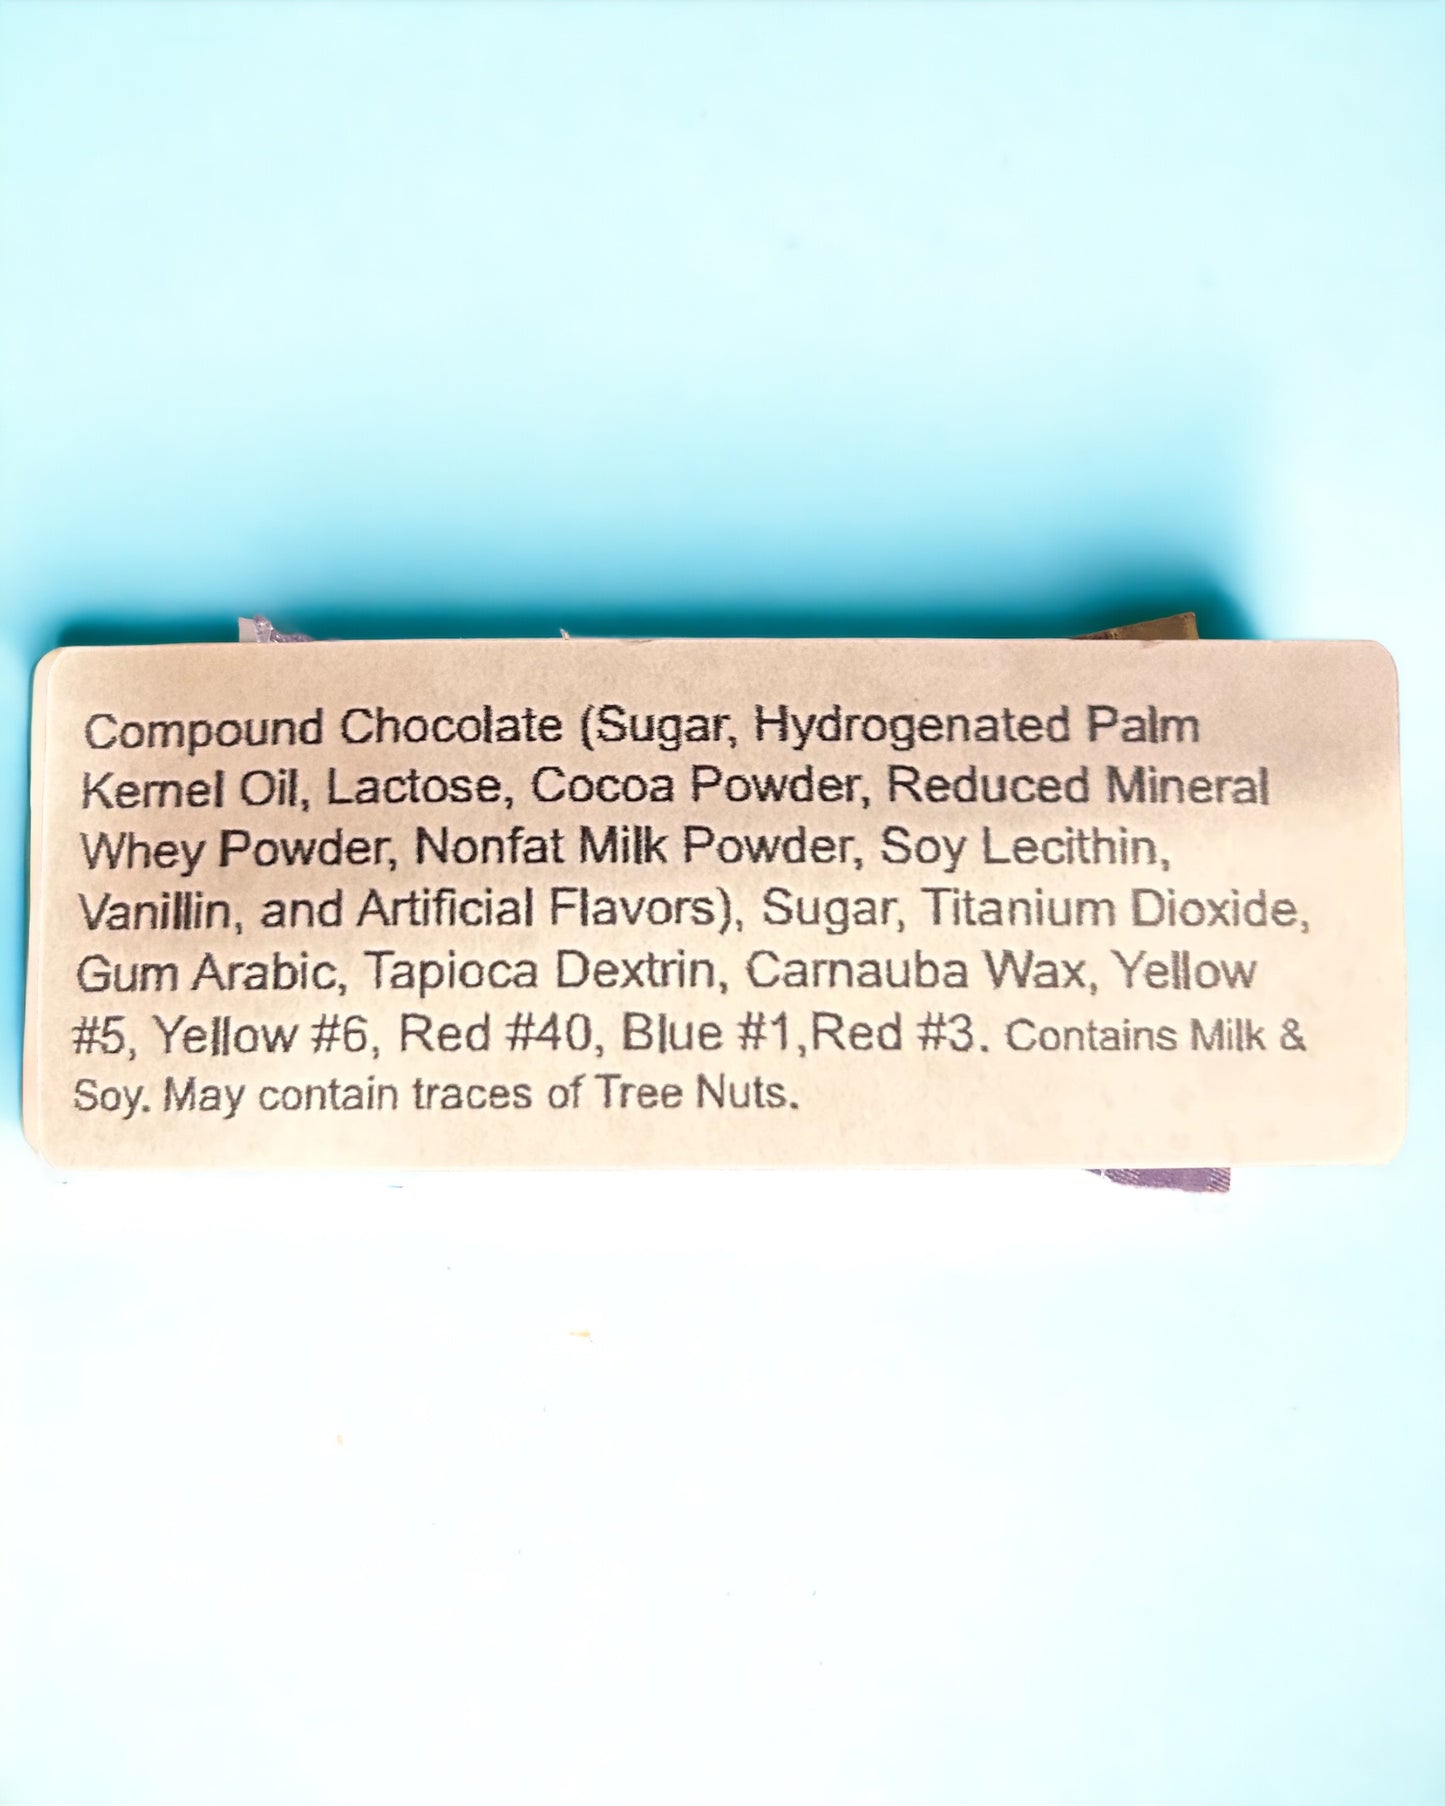 Compound Chocolate (Sugar, Hydrogenated Palm
Kernel Oil, Lactose, Cocoa Powder, Reduced Mineral
Whey Powder, Nonfat Milk Powder, Soy Lecithin,
Vanillin, and Artificial Flavors), Sugar, Titanium Dioxide,
Gum Arabic, Tapioca Dextrin, Carnauba Wax, Yellow
#5, Yellow #6, Red #40, Blue #1,Red #3. Contains Milk &
Soy. May contain traces of Tree Nuts.